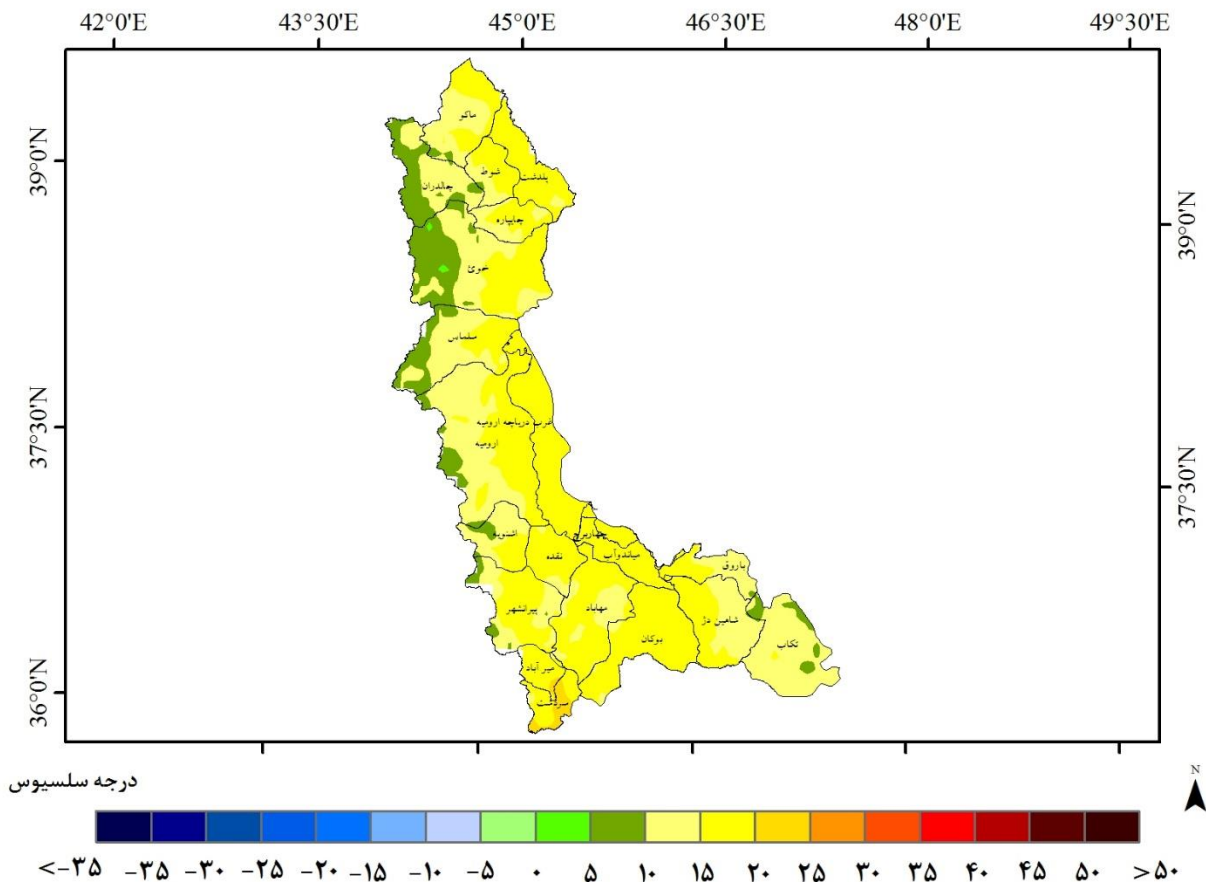 42°0'E 43°30'E 45°0'E 46°30'E 48°0'E 49°30'E
39°0'N
39°0'N
37°30'N
37°30'N
36°0'N
ماکو
شوط
پلدشت
چالدران
چایپاره
خوئ
سلماس
غرب دریاچه ارومیه
ارومیه
اشنویه
نقده
چهاربرج
میاندوآب
باروق
پیرانشهر
مهاباد
شاهین دژ
بوکان
تکاب
میرآباد
سردشت
درجه سلسیوس
N
<-۳۵ -۳۵ -۳۰ -۲۵ -۲۰ -۱۵ -۱۰ -۵ ۰ ۵ ۱۰ ۱۵ ۲۰ ۲۵ ۳۰ ۳۵ ۴۰ ۴۵ ۵۰ >۵۰